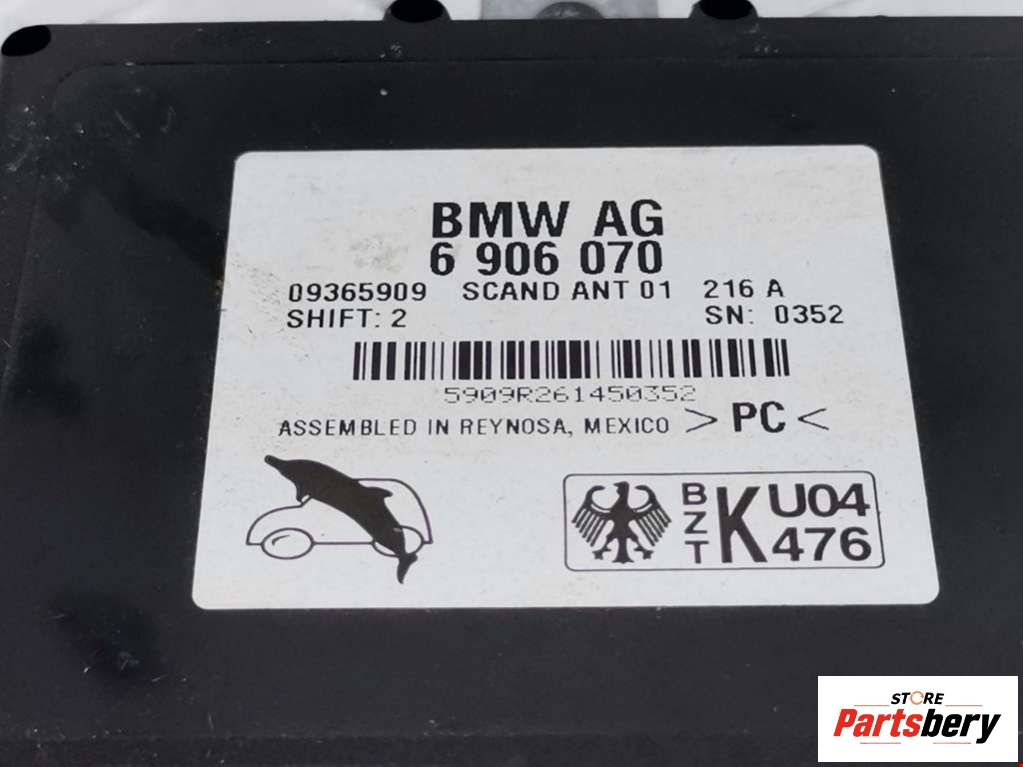 BMW AG
6 906 070
09365909 SCAND ANT 01 216 A
SHIFT: 2 SN: 0352
5909R261450352
ASSEMBLED IN REYNOSA, MEXICO >PC<
BZT K U04
476
STORE
Partsbery